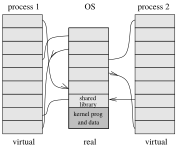 process 1 OS process 2
shared
library
kernel prog
and data
virtual real virtual